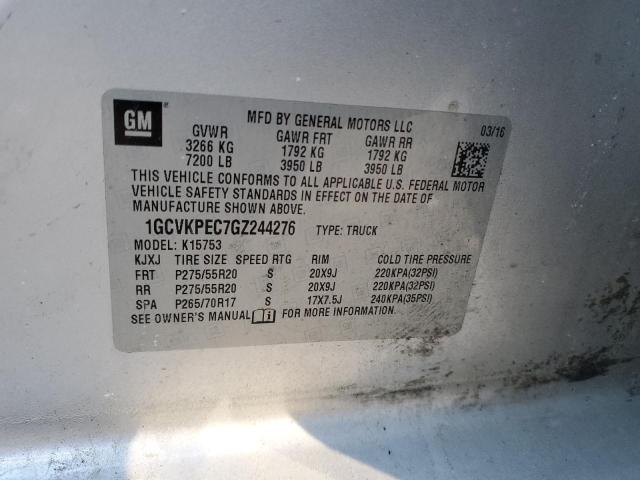 GM
MFD BY GENERAL MOTORS LLC 03/16
GVWR GAWR FRT GAWR RR
3266 KG 1792 KG 1792 KG
7200 LB 3950 LB 3950 LB
THIS VEHICLE CONFORMS TO ALL APPLICABLE U.S. FEDERAL MOTOR
VEHICLE SAFETY STANDARDS IN EFFECT ON THE DATE OF
MANUFACTURE SHOWN ABOVE.
1GCVKPEC7GZ244276 TYPE: TRUCK
MODEL: K15753
KJXJ TIRE SIZE SPEED RTG RIM COLD TIRE PRESSURE
FRT P275/55R20 S 20X9J 220KPA(32PSI)
RR P275/55R20 S 20X9J 220KPA(32PSI)
SPA P265/70R17 S 17X7.5J 240KPA(35PSI)
SEE OWNER'S MANUAL FOR MORE INFORMATION.